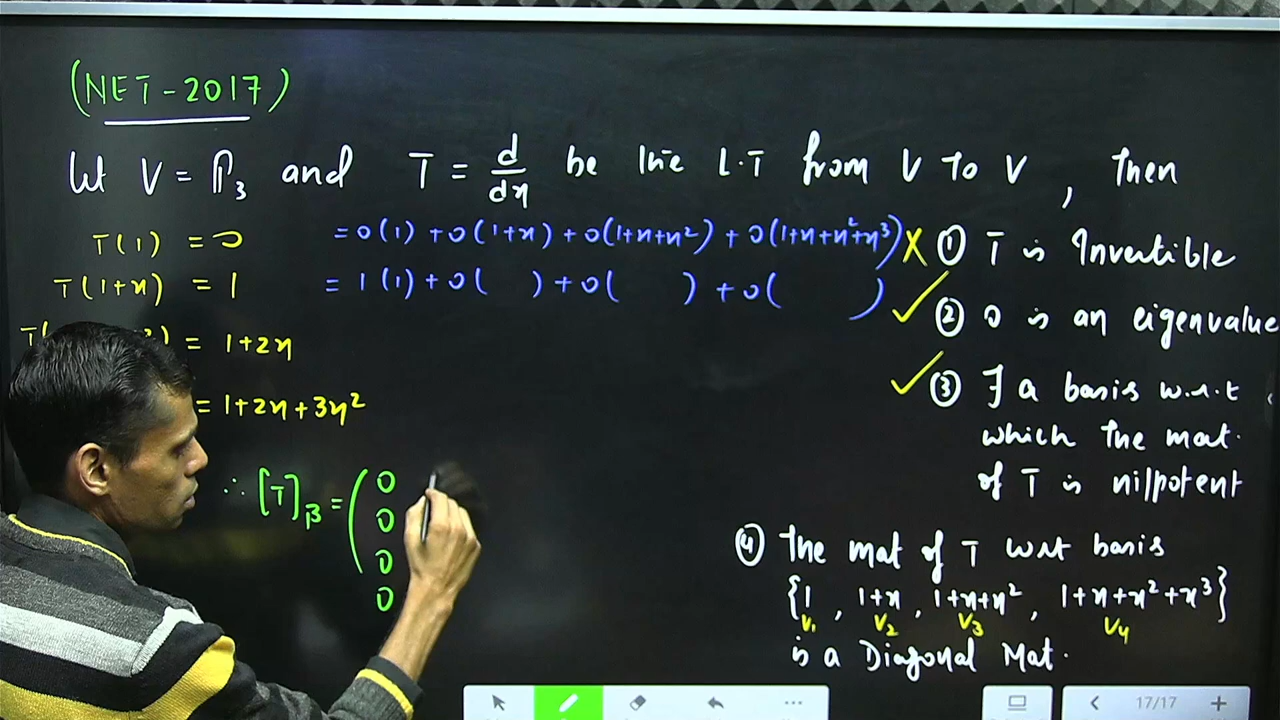 (NET-2017)
Let V = P₃ and T = d/dx be the L.T from V to V, Then
T(1) = 0 = 0(1) + 0(1+x) + 0(1+x+x²) + 0(1+x+x²+x³)
T(1+x) = 1 = 1(1) + 0( ) + 0( ) + 0( )
= 1+2x
= 1+2x+3x²
∴ [T]β = ( 0
0
0
0
X ① T is Invertible
✓ ② 0 is an eigenvalue
✓ ③ ∃ a basis w.r.t
which the mat.
of T is nilpotent
④ The mat of T wrt basis
{1, 1+x, 1+x+x², 1+x+x²+x³}
V₁ V₂ V₃ V₄
is a Diagonal Mat.
17/17